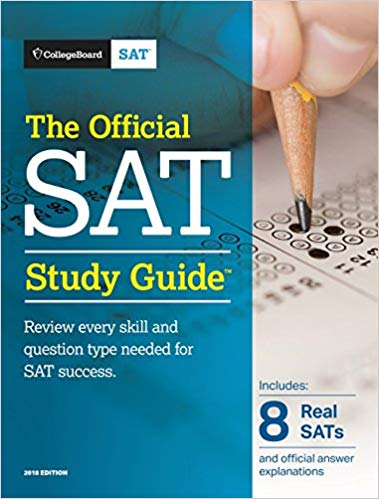 CollegeBoard SAT®
The Official
SAT
Study Guide™
Review every skill and
question type needed for
SAT success.
Includes:
8 Real
SATs
and official answer
explanations
2018 EDITION